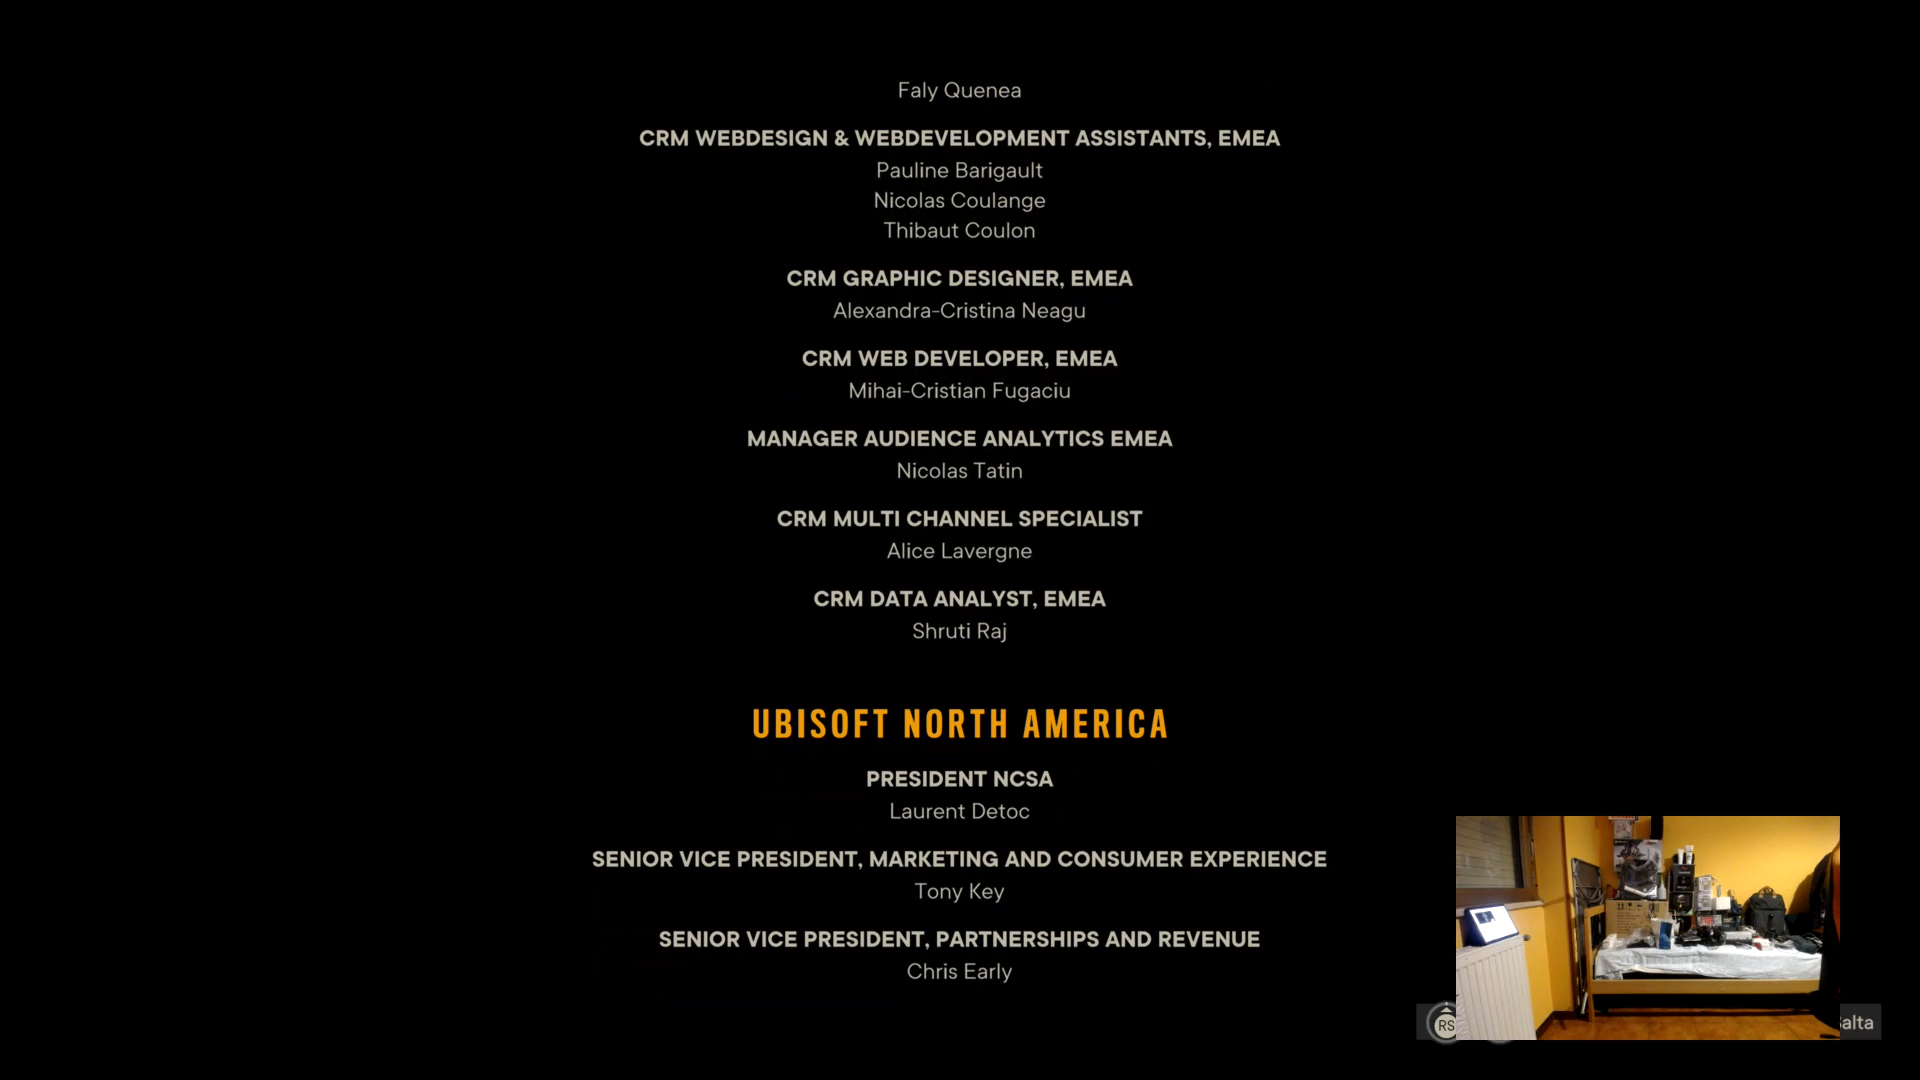 Faly Quenea
CRM WEBDESIGN & WEBDEVELOPMENT ASSISTANTS, EMEA
Pauline Barigault
Nicolas Coulange
Thibaut Coulon
CRM GRAPHIC DESIGNER, EMEA
Alexandra-Cristina Neagu
CRM WEB DEVELOPER, EMEA
Mihai-Cristian Fugaciu
MANAGER AUDIENCE ANALYTICS EMEA
Nicolas Tatin
CRM MULTI CHANNEL SPECIALIST
Alice Lavergne
CRM DATA ANALYST, EMEA
Shruti Raj
UBISOFT NORTH AMERICA
PRESIDENT NCSA
Laurent Detoc
SENIOR VICE PRESIDENT, MARKETING AND CONSUMER EXPERIENCE
Tony Key
SENIOR VICE PRESIDENT, PARTNERSHIPS AND REVENUE
Chris Early
RS alta